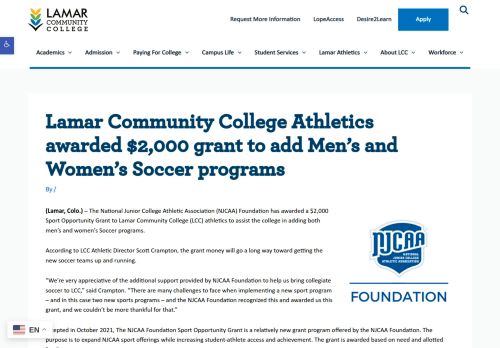 LAMAR
COMMUNITY
COLLEGE
Request More Information LopeAccess Desire2Learn Apply
Academics Admission Paying For College Campus Life Student Services Lamar Athletics About LCC Workforce
Lamar Community College Athletics
awarded $2,000 grant to add Men’s and
Women’s Soccer programs
By /
(Lamar, Colo.) – The National Junior College Athletic Association (NJCAA) Foundation has awarded a $2,000
Sport Opportunity Grant to Lamar Community College (LCC) athletics to assist the college in adding both
men’s and women’s Soccer programs.
According to LCC Athletic Director Scott Crampton, the grant money will go a long way toward getting the
new soccer teams up and running.
“We’re very appreciative of the additional support provided by NJCAA Foundation to help us bring collegiate
soccer to LCC,” said Crampton. “There are many challenges to face when implementing a new sport program
– and in this case two new sports programs – and the NJCAA Foundation recognized this and awarded us this
grant, and we couldn’t be more thankful for that.”
NJCAA
NATIONAL
JUNIOR COLLEGE
ATHLETIC ASSOCIATION
FOUNDATION
EN
epted in October 2021, The NJCAA Foundation Sport Opportunity Grant is a relatively new grant program offered by the NJCAA Foundation. The
purpose is to expand NJCAA sport offerings while increasing student-athlete access and achievement. The grant is awarded based on need and allotted